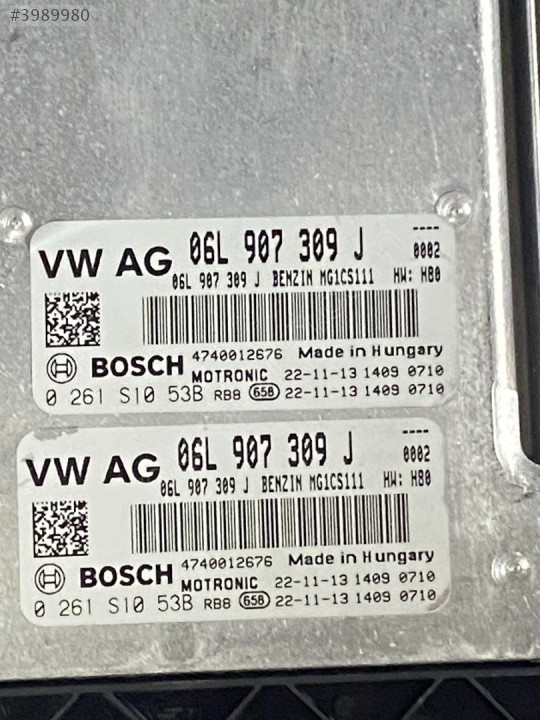 #3989980
VW AG 06L 907 309 J ----
0002
06L 907 309 J BENZIN MG1CS111 HW: H80
BOSCH 4740012676 Made in Hungary
MOTRONIC 22-11-13 1409 0710
0 261 S10 53B RBB 658 22-11-13 1409 0710
VW AG 06L 907 309 J ----
0002
06L 907 309 J BENZIN MG1CS111 HW: H80
BOSCH 4740012676 Made in Hungary
MOTRONIC 22-11-13 1409 0710
0 261 S10 53B RBB 658 22-11-13 1409 0710